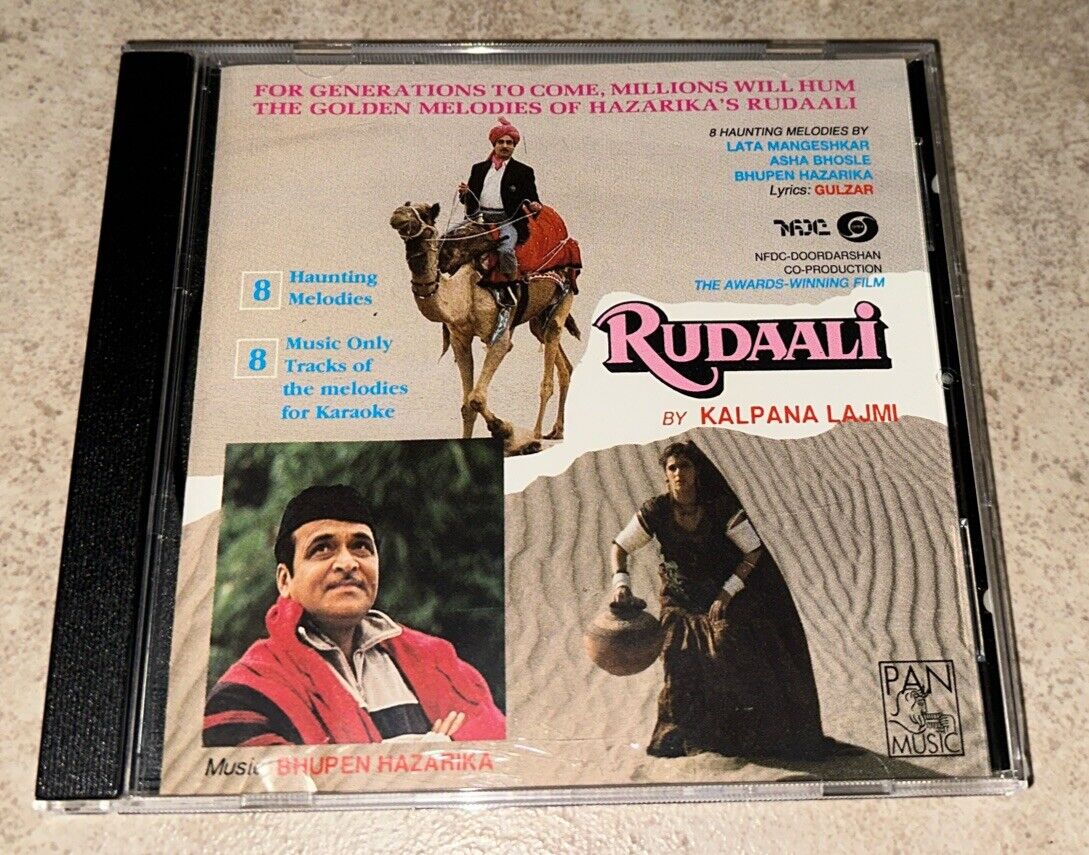 FOR GENERATIONS TO COME, MILLIONS WILL HUM
THE GOLDEN MELODIES OF HAZARIKA'S RUDAALI
8 HAUNTING MELODIES BY
LATA MANGESHKAR
ASHA BHOSLE
BHUPEN HAZARIKA
Lyrics: GULZAR
NFDC
NFDC-DOORDARSHAN
CO-PRODUCTION
THE AWARDS-WINNING FILM
8 Haunting
Melodies
8 Music Only
Tracks of
the melodies
for Karaoke
RUDAALi
BY KALPANA LAJMI
Music BHUPEN HAZARIKA
PAN
MUSIC